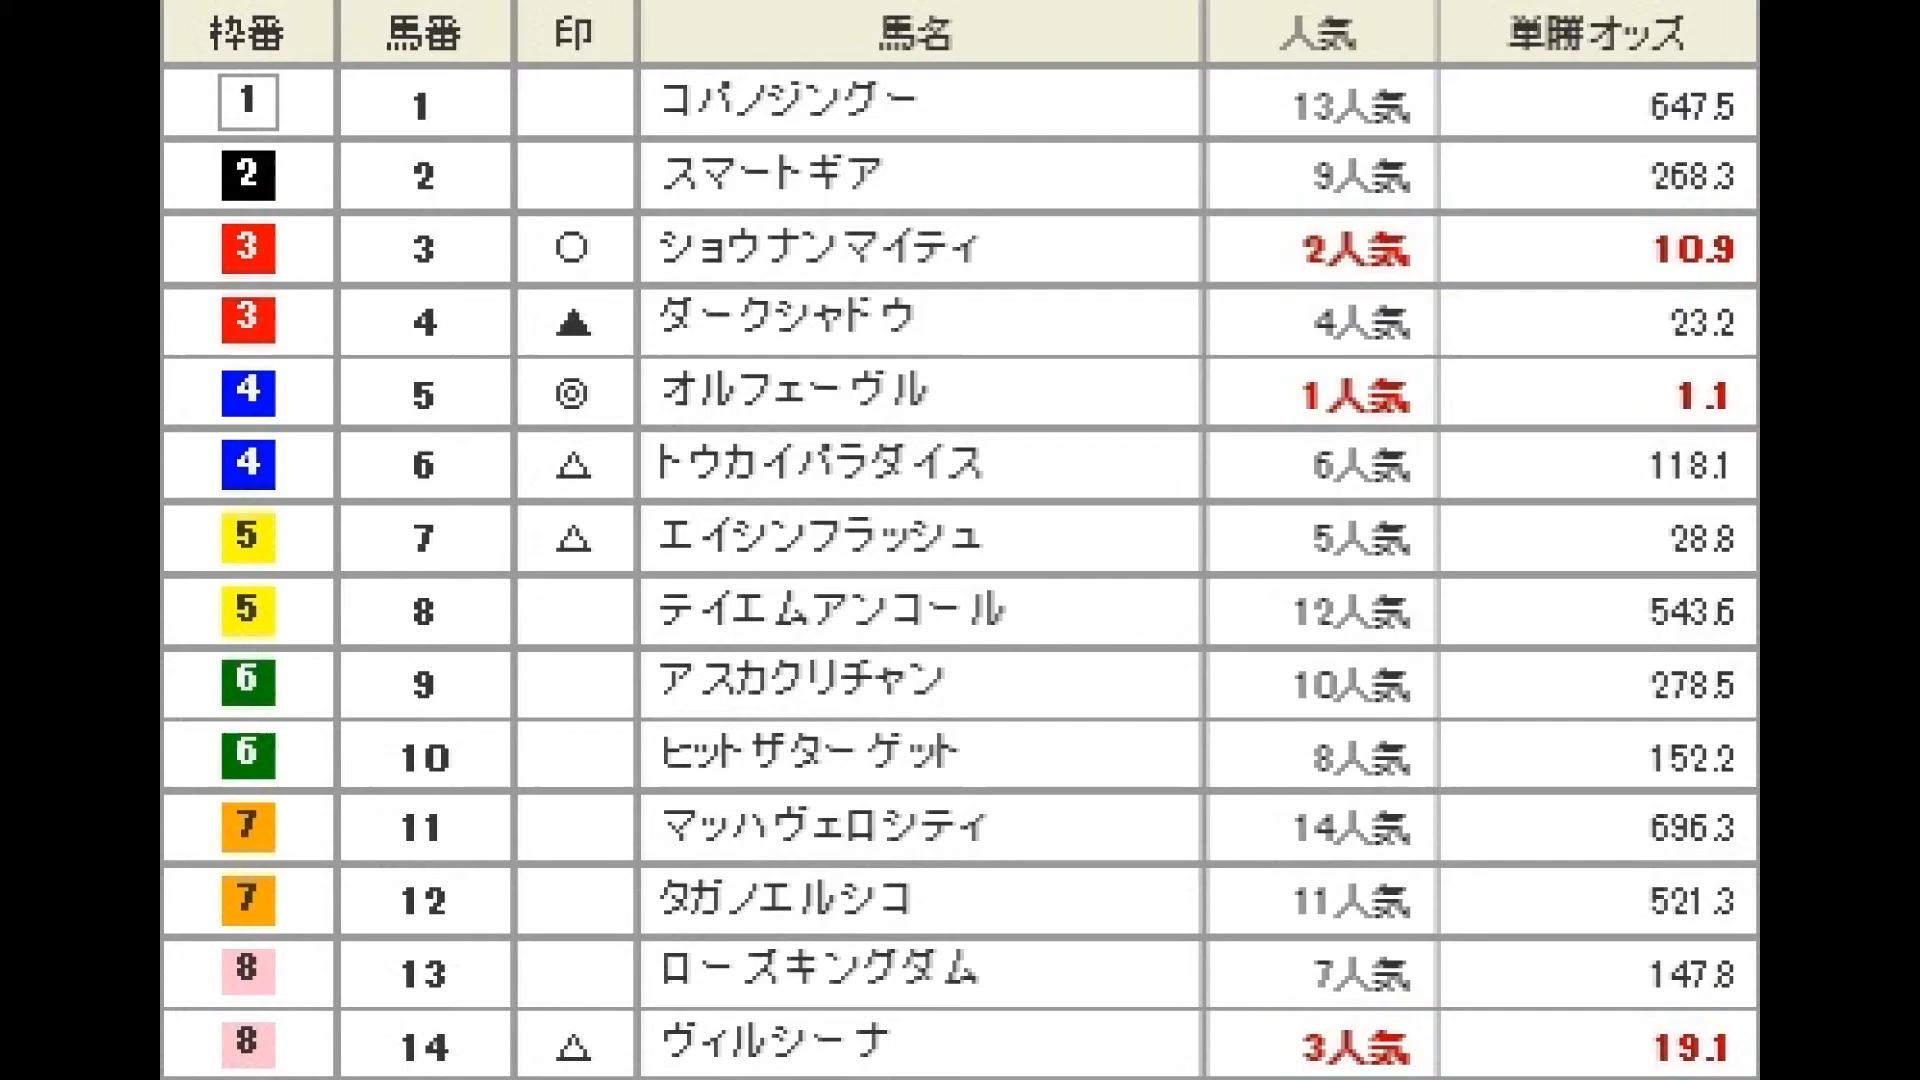 枠番 馬番 印 馬名 人気 単勝オッズ
1 1 コパノジングー 13人気 647.5
2 2 スマートギア 9人気 268.3
3 3 ○ ショウナンマイティ 2人気 10.9
3 4 ▲ ダークシャドウ 4人気 23.2
4 5 ◎ オルフェーヴル 1人気 1.1
4 6 △ トウカイパラダイス 6人気 118.1
5 7 △ エイシンフラッシュ 5人気 28.8
5 8 テイエムアンコール 12人気 543.6
6 9 アスカクリチャン 10人気 278.5
6 10 ヒットザターゲット 8人気 152.2
7 11 マッハヴェロシティ 14人気 696.3
7 12 タガノエルシコ 11人気 521.3
8 13 ローズキングダム 7人気 147.8
8 14 △ ヴィルシーナ 3人気 19.1